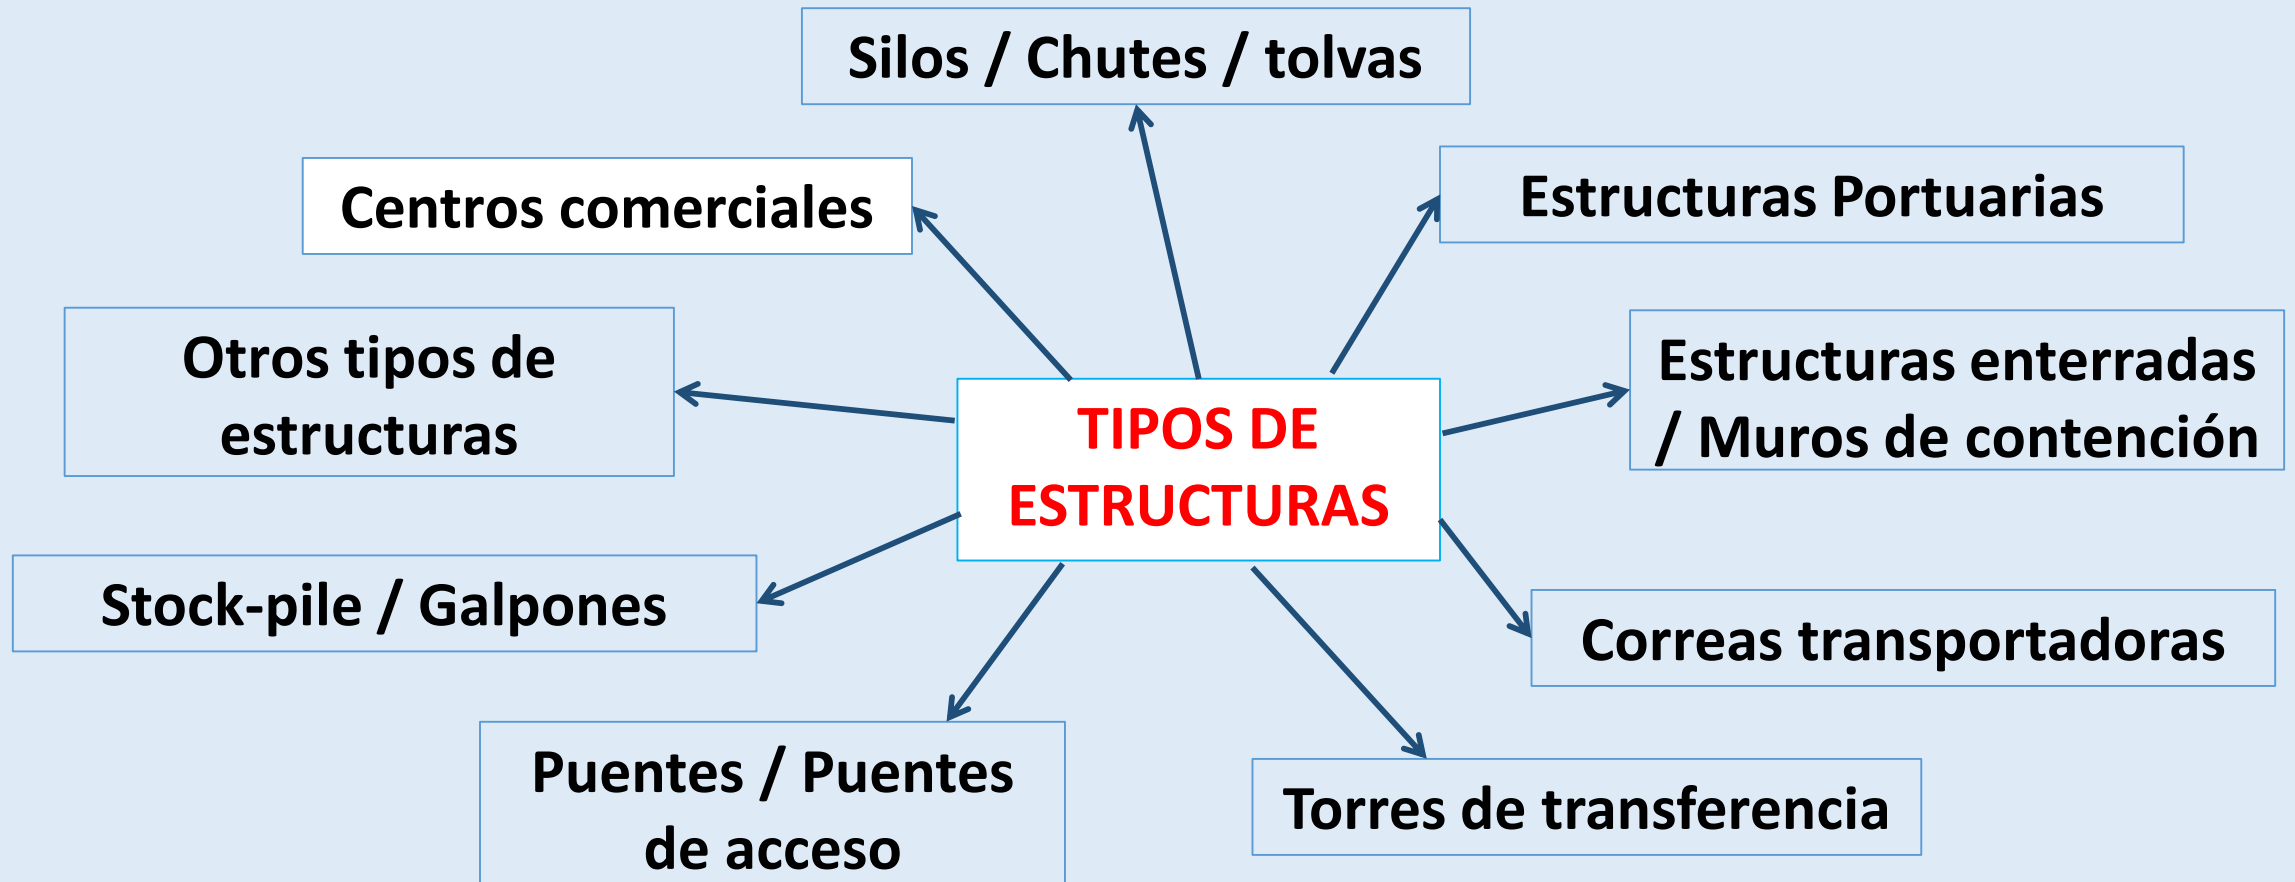 Silos / Chutes / tolvas
Centros comerciales
Estructuras Portuarias
Otros tipos de
estructuras
Estructuras enterradas
/ Muros de contención
TIPOS DE
ESTRUCTURAS
Stock-pile / Galpones
Correas transportadoras
Puentes / Puentes
de acceso
Torres de transferencia